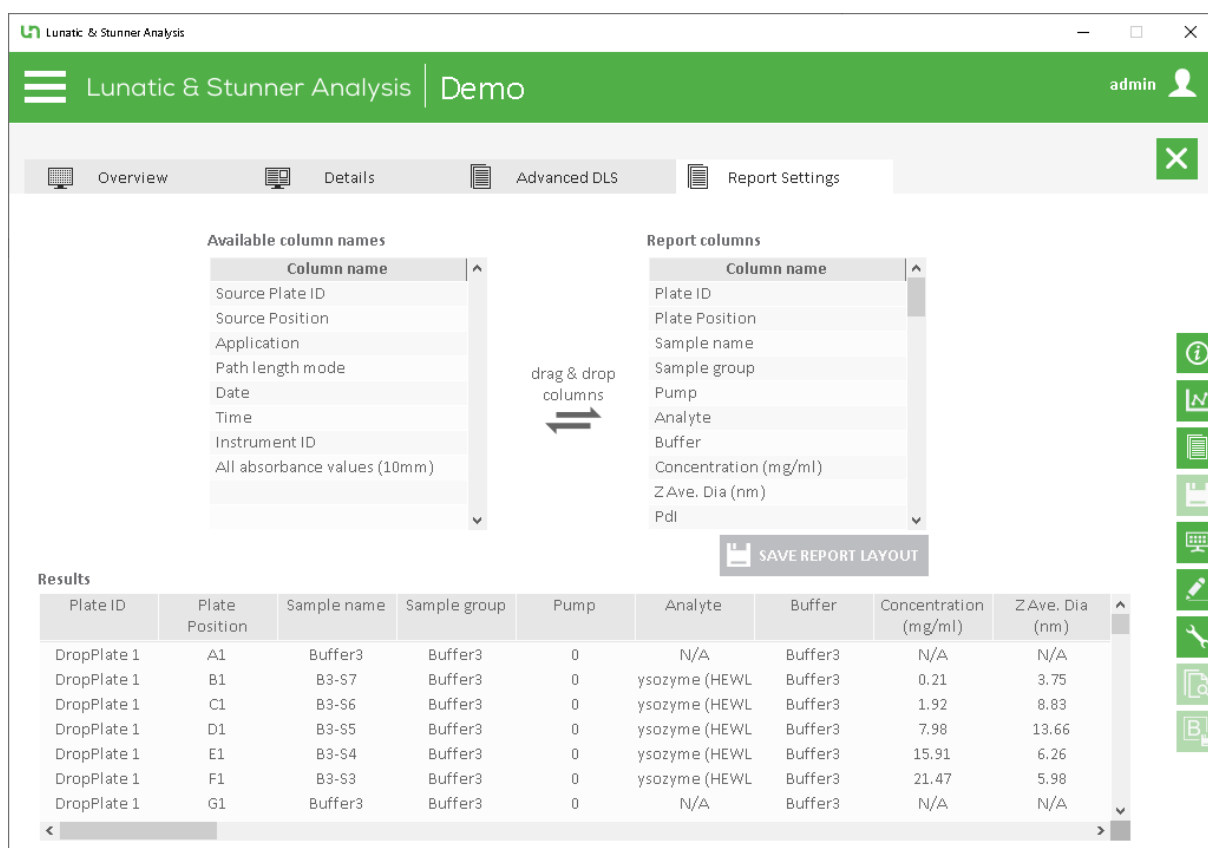 Lunatic & Stunner Analysis
Lunatic & Stunner Analysis Demo admin
Overview Details Advanced DLS Report Settings
Available column names
Column name
Source Plate ID
Source Position
Application
Path length mode
Date
Time
Instrument ID
All absorbance values (10mm)
drag & drop
columns
Report columns
Column name
Plate ID
Plate Position
Sample name
Sample group
Pump
Analyte
Buffer
Concentration (mg/ml)
Z Ave. Dia (nm)
PdI
SAVE REPORT LAYOUT
Results
Plate ID Plate Position Sample name Sample group Pump Analyte Buffer Concentration (mg/ml) Z Ave. Dia (nm)
DropPlate 1 A1 Buffer3 Buffer3 0 N/A Buffer3 N/A N/A
DropPlate 1 B1 B3-S7 Buffer3 0 ysozyme (HEWL Buffer3 0.21 3.75
DropPlate 1 C1 B3-S6 Buffer3 0 ysozyme (HEWL Buffer3 1.92 8.83
DropPlate 1 D1 B3-S5 Buffer3 0 ysozyme (HEWL Buffer3 7.98 13.66
DropPlate 1 E1 B3-S4 Buffer3 0 ysozyme (HEWL Buffer3 15.91 6.26
DropPlate 1 F1 B3-S3 Buffer3 0 ysozyme (HEWL Buffer3 21.47 5.98
DropPlate 1 G1 Buffer3 Buffer3 0 N/A Buffer3 N/A N/A